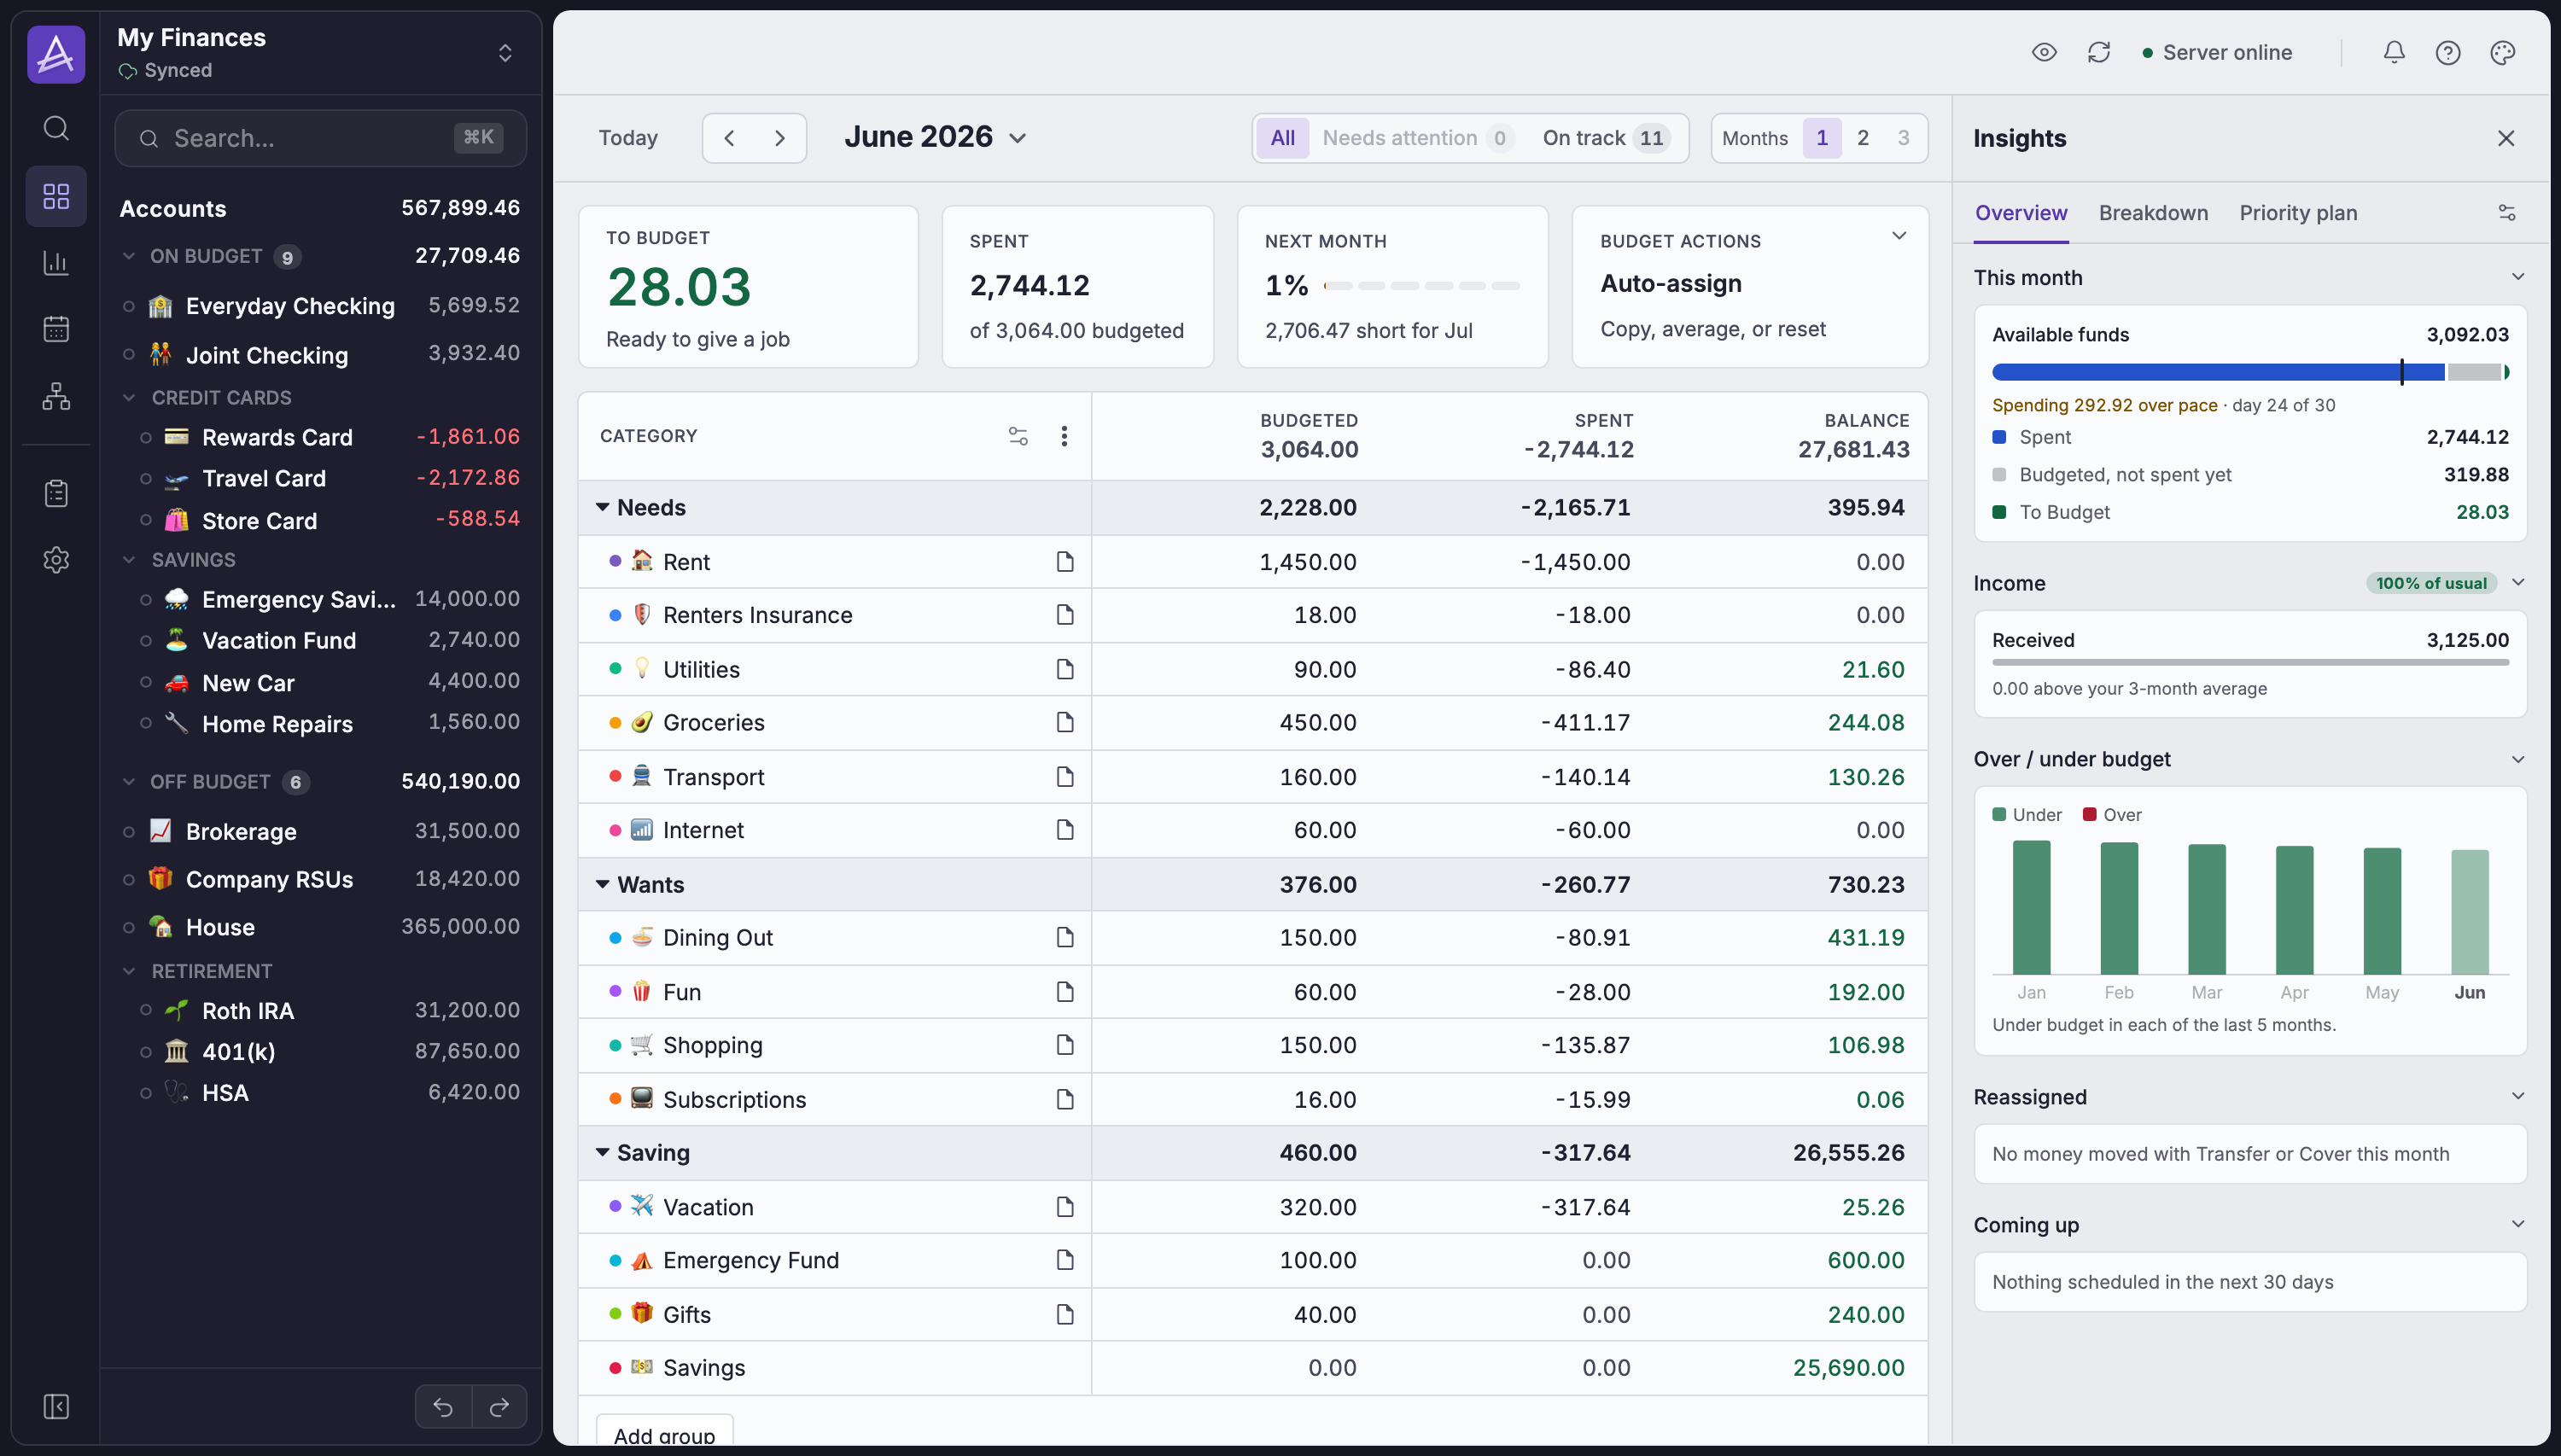 My Finances
Synced
Search... ⌘K
Accounts 567,899.46
ON BUDGET 9 27,709.46
Everyday Checking 5,699.52
Joint Checking 3,932.40
CREDIT CARDS
Rewards Card -1,861.06
Travel Card -2,172.86
Store Card -588.54
SAVINGS
Emergency Savi... 14,000.00
Vacation Fund 2,740.00
New Car 4,400.00
Home Repairs 1,560.00
OFF BUDGET 6 540,190.00
Brokerage 31,500.00
Company RSUs 18,420.00
House 365,000.00
RETIREMENT
Roth IRA 31,200.00
401(k) 87,650.00
HSA 6,420.00
Server online
Today June 2026 All Needs attention 0 On track 11 Months 1 2 3
TO BUDGET
28.03
Ready to give a job
SPENT
2,744.12
of 3,064.00 budgeted
NEXT MONTH
1%
2,706.47 short for Jul
BUDGET ACTIONS
Auto-assign
Copy, average, or reset
CATEGORY BUDGETED SPENT BALANCE
3,064.00 -2,744.12 27,681.43
Needs 2,228.00 -2,165.71 395.94
Rent 1,450.00 -1,450.00 0.00
Renters Insurance 18.00 -18.00 0.00
Utilities 90.00 -86.40 21.60
Groceries 450.00 -411.17 244.08
Transport 160.00 -140.14 130.26
Internet 60.00 -60.00 0.00
Wants 376.00 -260.77 730.23
Dining Out 150.00 -80.91 431.19
Fun 60.00 -28.00 192.00
Shopping 150.00 -135.87 106.98
Subscriptions 16.00 -15.99 0.06
Saving 460.00 -317.64 26,555.26
Vacation 320.00 -317.64 25.26
Emergency Fund 100.00 0.00 600.00
Gifts 40.00 0.00 240.00
Savings 0.00 0.00 25,690.00
Add group
Insights
Overview Breakdown Priority plan
This month
Available funds 3,092.03
Spending 292.92 over pace · day 24 of 30
Spent 2,744.12
Budgeted, not spent yet 319.88
To Budget 28.03
Income 100% of usual
Received 3,125.00
0.00 above your 3-month average
Over / under budget
Under Over
Jan Feb Mar Apr May Jun
Under budget in each of the last 5 months.
Reassigned
No money moved with Transfer or Cover this month
Coming up
Nothing scheduled in the next 30 days